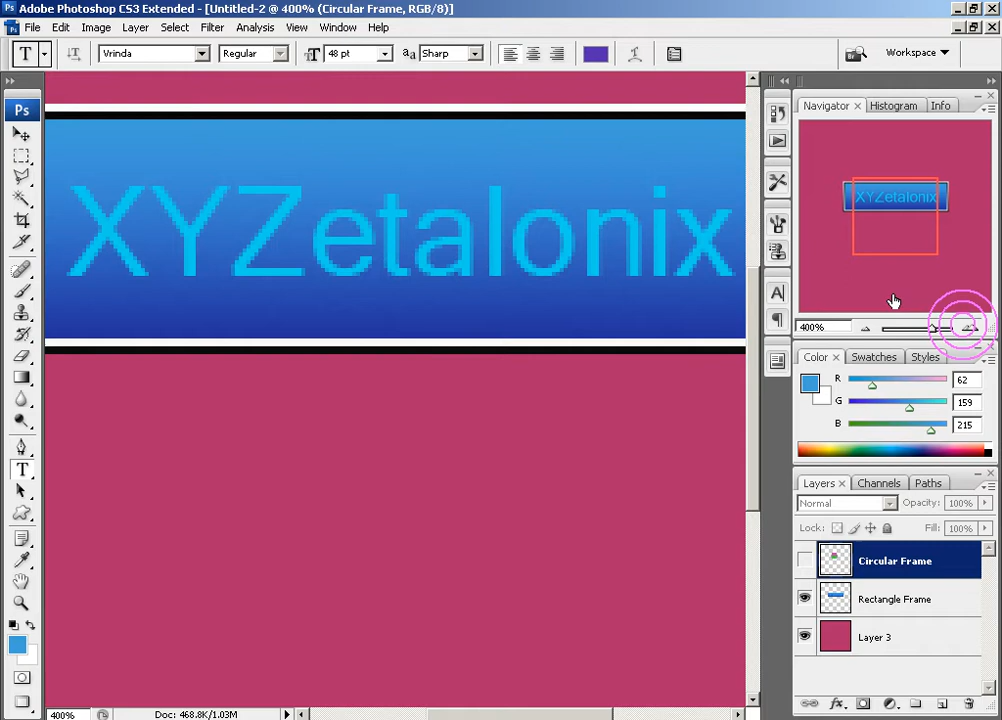 Adobe Photoshop CS3 Extended - [Untitled-2 @ 400% (Circular Frame, RGB/8)]
File Edit Image Layer Select Filter Analysis View Window Help
T T Vrinda Regular T 48 pt aa Sharp Workspace
Ps
XYZetalonix
Navigator × Histogram Info
XYZetalonix
400%
Color × Swatches Styles
R 62
G 159
B 215
Layers × Channels Paths
Normal Opacity: 100%
Lock: Fill: 100%
Circular Frame
Rectangle Frame
Layer 3
A
T
fx
400% Doc: 468.8K/1.03M